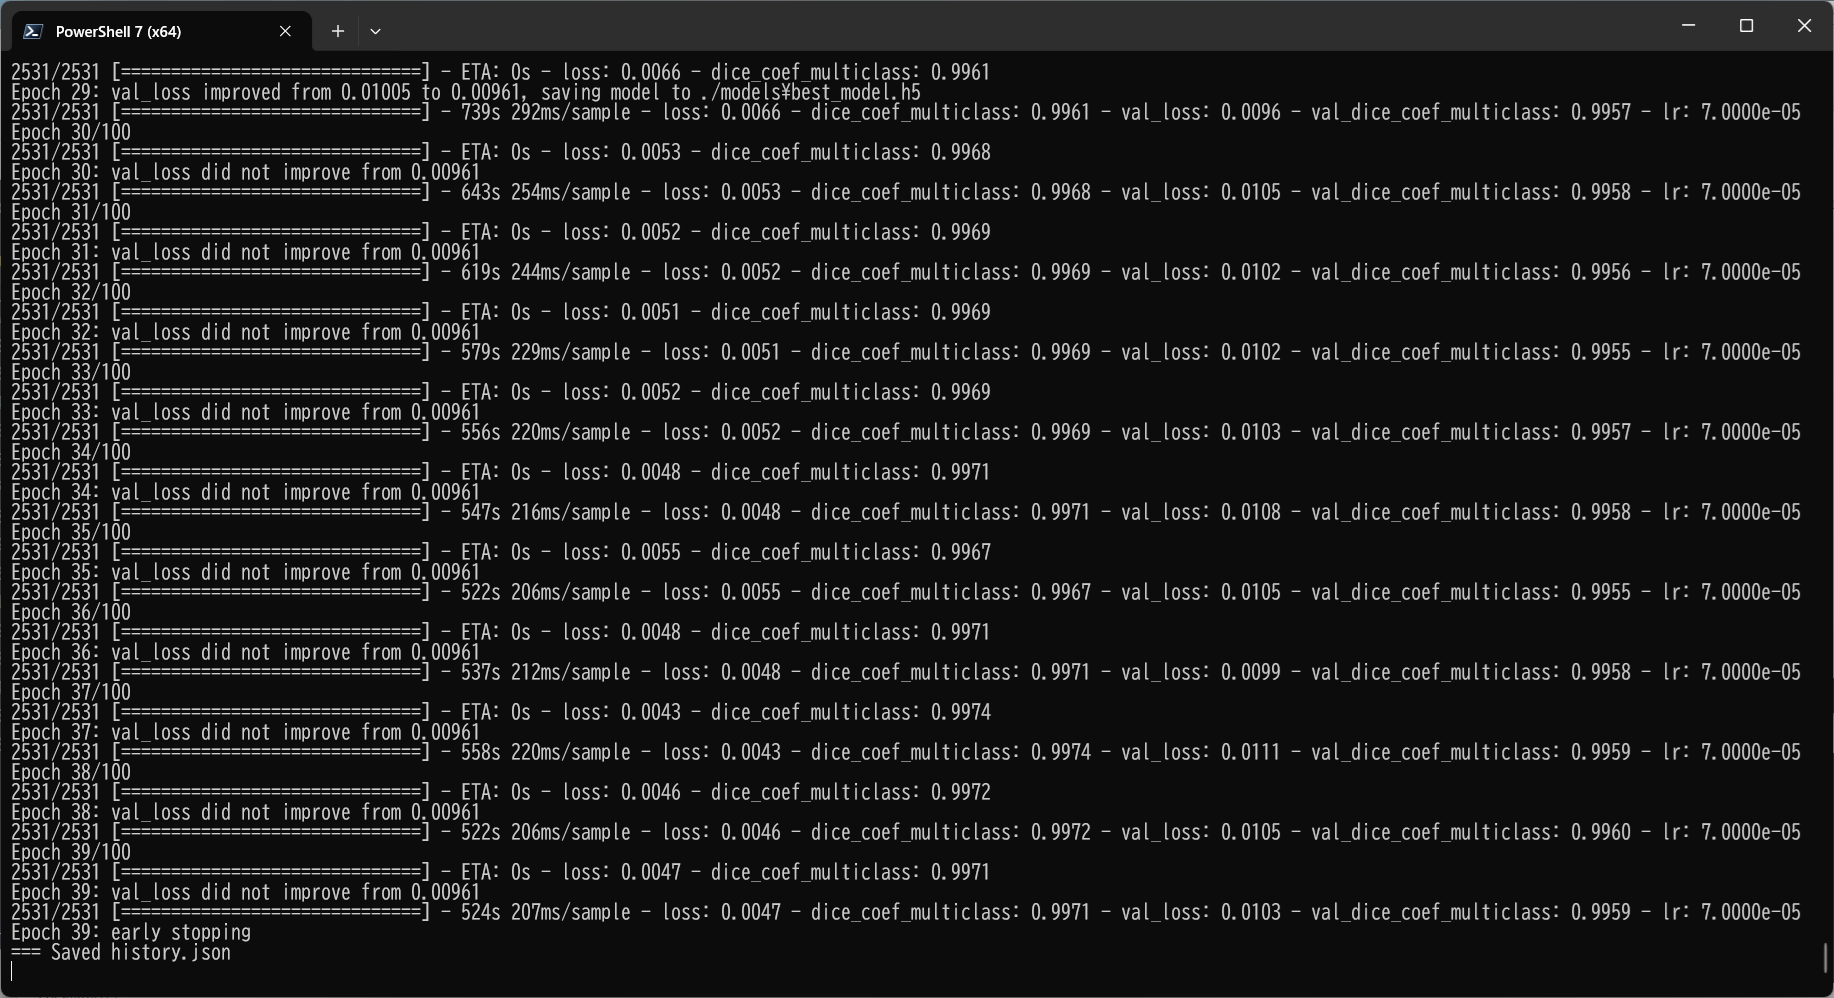 PowerShell 7 (x64)
2531/2531 [==============================] - ETA: 0s - loss: 0.0066 - dice_coef_multiclass: 0.9961
Epoch 29: val_loss improved from 0.01005 to 0.00961, saving model to ./models¥best_model.h5
2531/2531 [==============================] - 739s 292ms/sample - loss: 0.0066 - dice_coef_multiclass: 0.9961 - val_loss: 0.0096 - val_dice_coef_multiclass: 0.9957 - lr: 7.0000e-05
Epoch 30/100
2531/2531 [==============================] - ETA: 0s - loss: 0.0053 - dice_coef_multiclass: 0.9968
Epoch 30: val_loss did not improve from 0.00961
2531/2531 [==============================] - 643s 254ms/sample - loss: 0.0053 - dice_coef_multiclass: 0.9968 - val_loss: 0.0105 - val_dice_coef_multiclass: 0.9958 - lr: 7.0000e-05
Epoch 31/100
2531/2531 [==============================] - ETA: 0s - loss: 0.0052 - dice_coef_multiclass: 0.9969
Epoch 31: val_loss did not improve from 0.00961
2531/2531 [==============================] - 619s 244ms/sample - loss: 0.0052 - dice_coef_multiclass: 0.9969 - val_loss: 0.0102 - val_dice_coef_multiclass: 0.9956 - lr: 7.0000e-05
Epoch 32/100
2531/2531 [==============================] - ETA: 0s - loss: 0.0051 - dice_coef_multiclass: 0.9969
Epoch 32: val_loss did not improve from 0.00961
2531/2531 [==============================] - 579s 229ms/sample - loss: 0.0051 - dice_coef_multiclass: 0.9969 - val_loss: 0.0102 - val_dice_coef_multiclass: 0.9955 - lr: 7.0000e-05
Epoch 33/100
2531/2531 [==============================] - ETA: 0s - loss: 0.0052 - dice_coef_multiclass: 0.9969
Epoch 33: val_loss did not improve from 0.00961
2531/2531 [==============================] - 556s 220ms/sample - loss: 0.0052 - dice_coef_multiclass: 0.9969 - val_loss: 0.0103 - val_dice_coef_multiclass: 0.9957 - lr: 7.0000e-05
Epoch 34/100
2531/2531 [==============================] - ETA: 0s - loss: 0.0048 - dice_coef_multiclass: 0.9971
Epoch 34: val_loss did not improve from 0.00961
2531/2531 [==============================] - 547s 216ms/sample - loss: 0.0048 - dice_coef_multiclass: 0.9971 - val_loss: 0.0108 - val_dice_coef_multiclass: 0.9958 - lr: 7.0000e-05
Epoch 35/100
2531/2531 [==============================] - ETA: 0s - loss: 0.0055 - dice_coef_multiclass: 0.9967
Epoch 35: val_loss did not improve from 0.00961
2531/2531 [==============================] - 522s 206ms/sample - loss: 0.0055 - dice_coef_multiclass: 0.9967 - val_loss: 0.0105 - val_dice_coef_multiclass: 0.9955 - lr: 7.0000e-05
Epoch 36/100
2531/2531 [==============================] - ETA: 0s - loss: 0.0048 - dice_coef_multiclass: 0.9971
Epoch 36: val_loss did not improve from 0.00961
2531/2531 [==============================] - 537s 212ms/sample - loss: 0.0048 - dice_coef_multiclass: 0.9971 - val_loss: 0.0099 - val_dice_coef_multiclass: 0.9958 - lr: 7.0000e-05
Epoch 37/100
2531/2531 [==============================] - ETA: 0s - loss: 0.0043 - dice_coef_multiclass: 0.9974
Epoch 37: val_loss did not improve from 0.00961
2531/2531 [==============================] - 558s 220ms/sample - loss: 0.0043 - dice_coef_multiclass: 0.9974 - val_loss: 0.0111 - val_dice_coef_multiclass: 0.9959 - lr: 7.0000e-05
Epoch 38/100
2531/2531 [==============================] - ETA: 0s - loss: 0.0046 - dice_coef_multiclass: 0.9972
Epoch 38: val_loss did not improve from 0.00961
2531/2531 [==============================] - 522s 206ms/sample - loss: 0.0046 - dice_coef_multiclass: 0.9972 - val_loss: 0.0105 - val_dice_coef_multiclass: 0.9960 - lr: 7.0000e-05
Epoch 39/100
2531/2531 [==============================] - ETA: 0s - loss: 0.0047 - dice_coef_multiclass: 0.9971
Epoch 39: val_loss did not improve from 0.00961
2531/2531 [==============================] - 524s 207ms/sample - loss: 0.0047 - dice_coef_multiclass: 0.9971 - val_loss: 0.0103 - val_dice_coef_multiclass: 0.9959 - lr: 7.0000e-05
Epoch 39: early stopping
=== Saved history.json